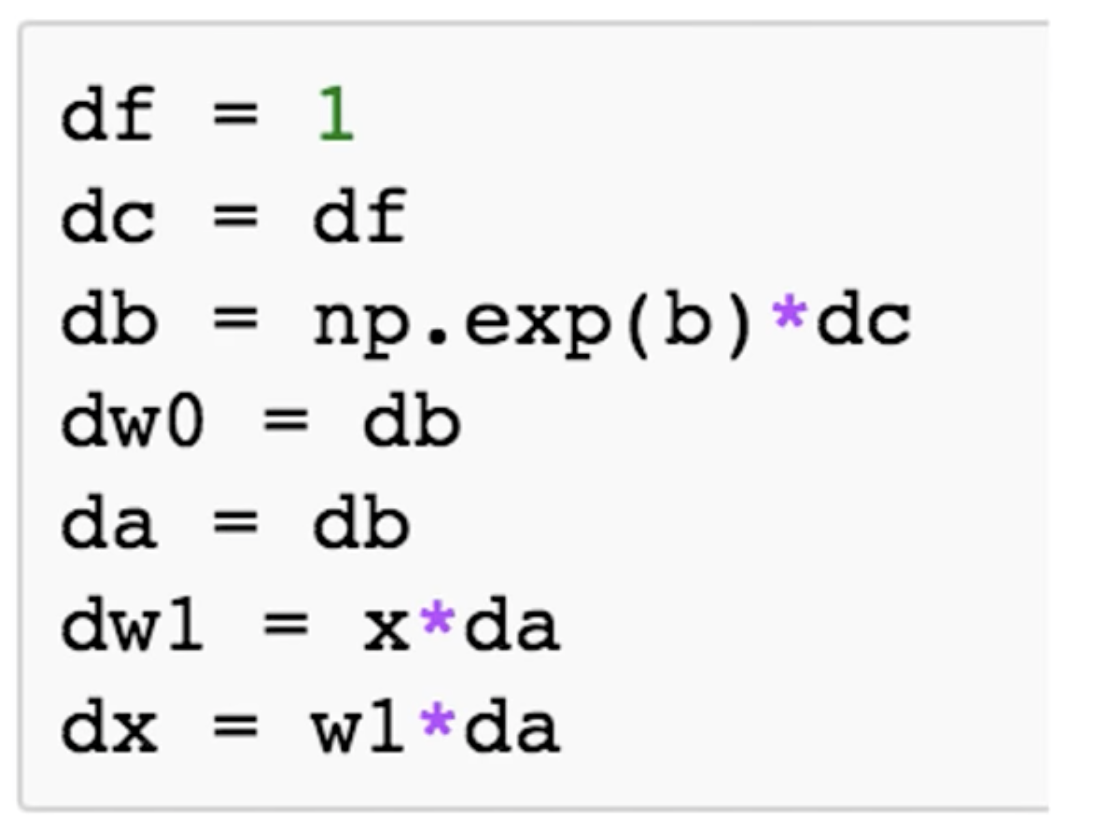 df = 1
dc = df
db = np.exp(b)*dc
dw0 = db
da = db
dw1 = x*da
dx = w1*da